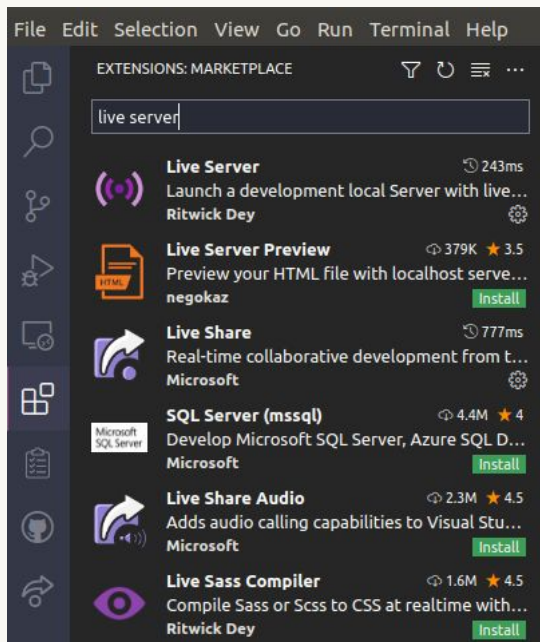 File Edit Selection View Go Run Terminal Help
EXTENSIONS: MARKETPLACE
live server
Live Server 243ms
Launch a development local Server with live...
Ritwick Dey
Live Server Preview 379K ★ 3.5
Preview your HTML file with localhost serve...
negokaz Install
HTML
Live Share 777ms
Real-time collaborative development from t...
Microsoft
SQL Server (mssql) 4.4M ★ 4
Microsoft
SQL Server
Develop Microsoft SQL Server, Azure SQL D...
Microsoft Install
Live Share Audio 2.3M ★ 4.5
Adds audio calling capabilities to Visual Stu...
Microsoft Install
Live Sass Compiler 1.6M ★ 4.5
Compile Sass or Scss to CSS at realtime with...
Ritwick Dey Install